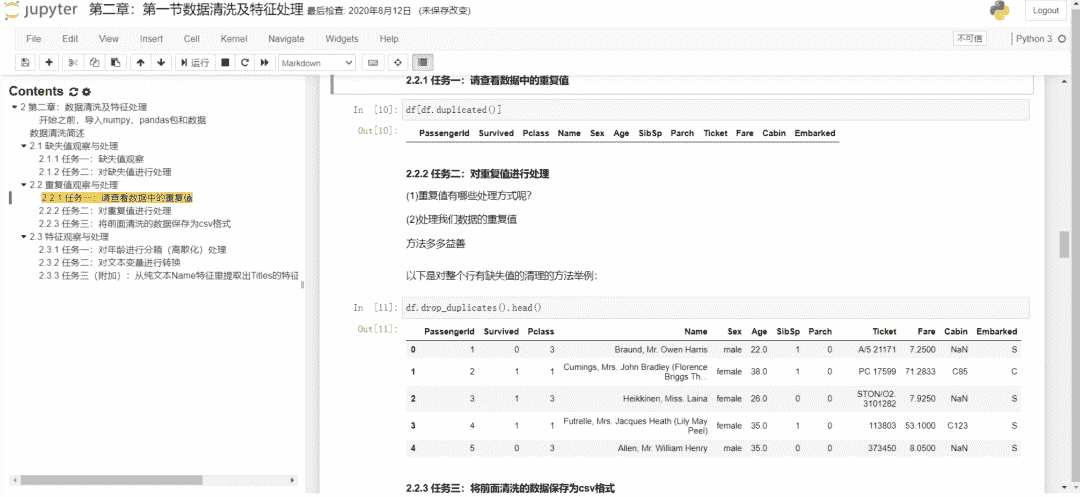 jupyter 第二章：第一节数据清洗及特征处理 最后检查: 2020年8月12日 (未保存改变)
Logout
File Edit View Insert Cell Kernel Navigate Widgets Help
不可信 Python 3
运行 Markdown
Contents
2 第二章：数据清洗及特征处理
开始之前，导入numpy、pandas包和数据
数据清洗简述
2.1 缺失值观察与处理
2.1.1 任务一：缺失值观察
2.1.2 任务二：对缺失值进行处理
2.2 重复值观察与处理
2.2.1 任务一：请查看数据中的重复值
2.2.2 任务二：对重复值进行处理
2.2.3 任务三：将前面清洗的数据保存为csv格式
2.3 特征观察与处理
2.3.1 任务一：对年龄进行分箱（离散化）处理
2.3.2 任务二：对文本变量进行转换
2.3.3 任务三（附加）：从纯文本Name特征里提取出Titles的特征
2.2.1 任务一：请查看数据中的重复值
In [10]: df[df.duplicated()]
Out[10]:
PassengerId Survived Pclass Name Sex Age SibSp Parch Ticket Fare Cabin Embarked
2.2.2 任务二：对重复值进行处理
(1)重复值有哪些处理方式呢？
(2)处理我们数据的重复值
方法多多益善
以下是对整个行有缺失值的清理的方法举例：
In [11]: df.drop_duplicates().head()
Out[11]:
PassengerId Survived Pclass Name Sex Age SibSp Parch Ticket Fare Cabin Embarked
0 1 0 3 Braund, Mr. Owen Harris male 22.0 1 0 A/5 21171 7.2500 NaN S
1 2 1 1 Cumings, Mrs. John Bradley (Florence Briggs Th... female 38.0 1 0 PC 17599 71.2833 C85 C
2 3 1 3 Heikkinen, Miss. Laina female 26.0 0 0 STON/O2. 3101282 7.9250 NaN S
3 4 1 1 Futrelle, Mrs. Jacques Heath (Lily May Peel) female 35.0 1 0 113803 53.1000 C123 S
4 5 0 3 Allen, Mr. William Henry male 35.0 0 0 373450 8.0500 NaN S
2.2.3 任务三：将前面清洗的数据保存为csv格式